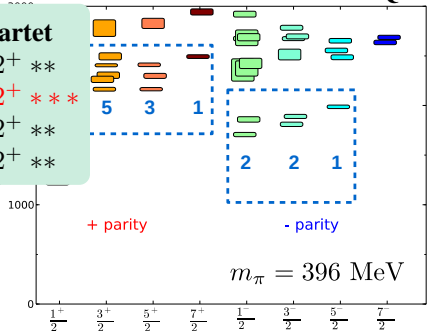 artet
2⁺ **
2⁺ ***
2⁺ **
2⁺ **
5 3 1
2 2 1
1000
+ parity
- parity
m_π = 396 MeV
0
1/2⁺ 3/2⁺ 5/2⁺ 7/2⁺ 1/2⁻ 3/2⁻ 5/2⁻ 7/2⁻